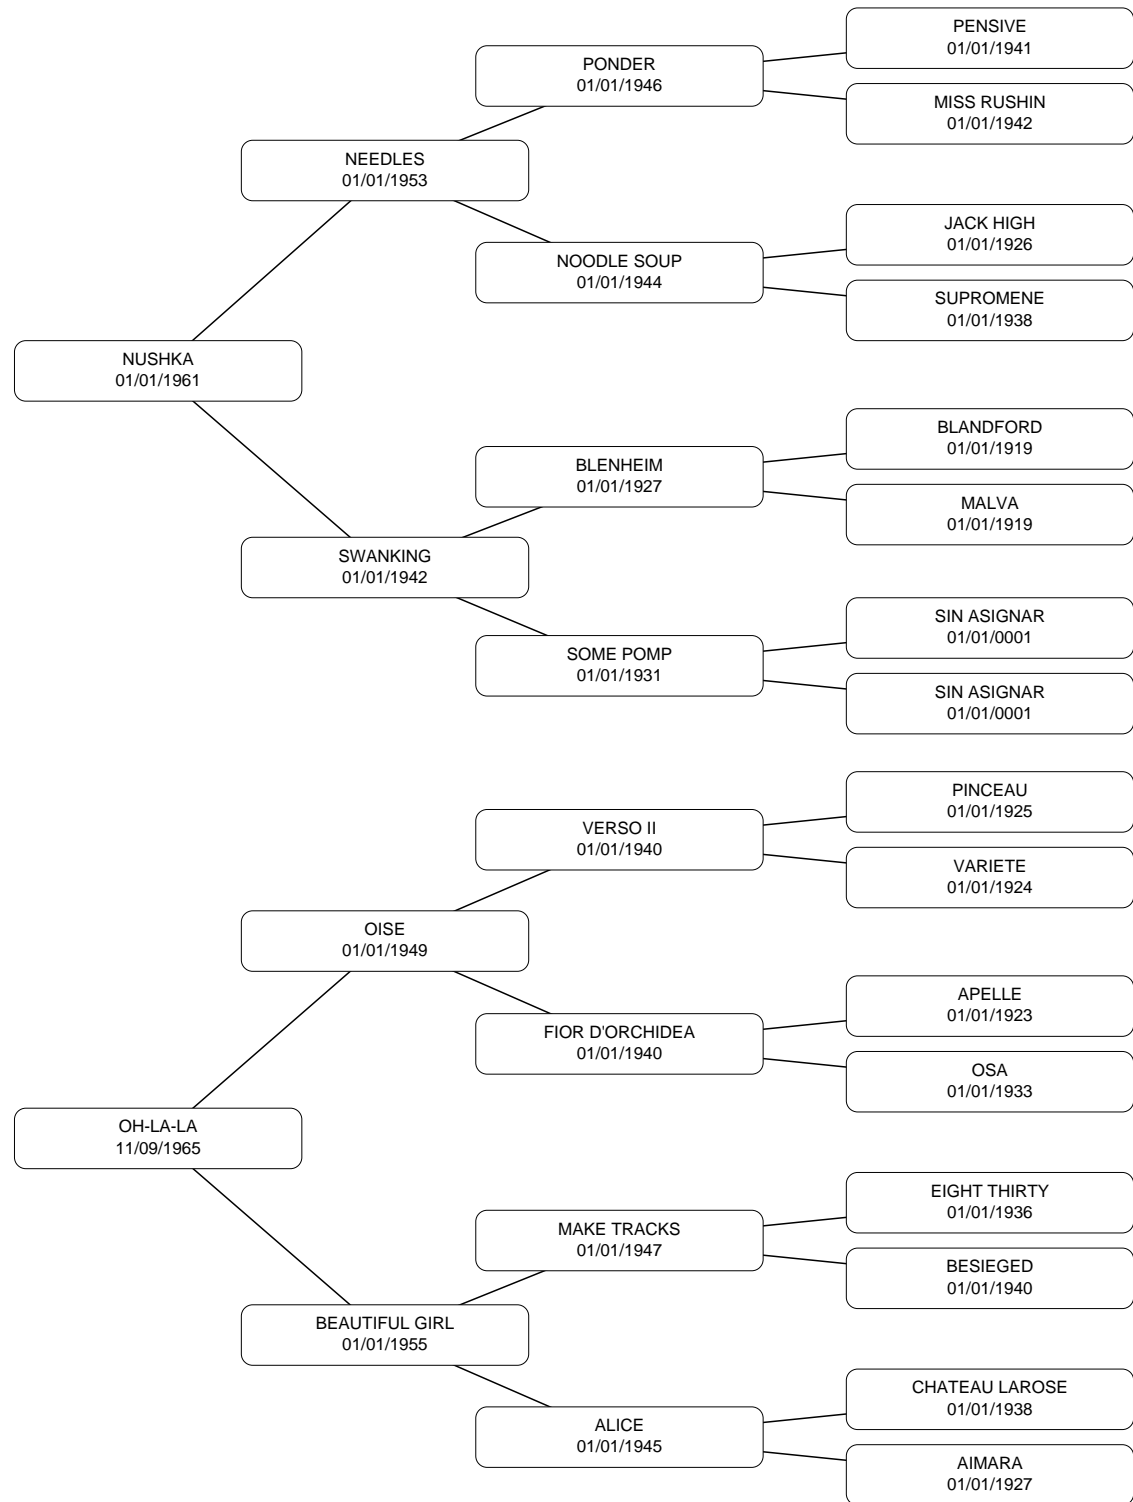 PENSIVE
01/01/1941
PONDER
01/01/1946
MISS RUSHIN
01/01/1942
NEEDLES
01/01/1953
JACK HIGH
01/01/1926
NOODLE SOUP
01/01/1944
SUPROMENE
01/01/1938
NUSHKA
01/01/1961
BLANDFORD
01/01/1919
BLENHEIM
01/01/1927
MALVA
01/01/1919
SWANKING
01/01/1942
SIN ASIGNAR
01/01/0001
SOME POMP
01/01/1931
SIN ASIGNAR
01/01/0001
PINCEAU
01/01/1925
VERSO II
01/01/1940
VARIETE
01/01/1924
OISE
01/01/1949
APELLE
01/01/1923
FIOR D'ORCHIDEA
01/01/1940
OSA
01/01/1933
OH-LA-LA
11/09/1965
EIGHT THIRTY
01/01/1936
MAKE TRACKS
01/01/1947
BESIEGED
01/01/1940
BEAUTIFUL GIRL
01/01/1955
CHATEAU LAROSE
01/01/1938
ALICE
01/01/1945
AIMARA
01/01/1927